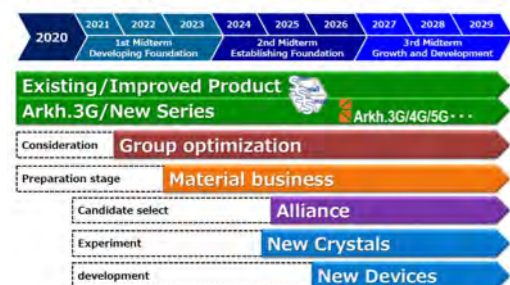 2020
2021 2022 2023 2024 2025 2026 2027 2028 2029
1st Midterm 2nd Midterm 3rd Midterm
Developing Foundation Establishing Foundation Growth and Development
Existing/Improved Product
Arkh.3G/New Series Arkh.3G/4G/5G・・・
Consideration Group optimization
Preparation stage Material business
Candidate select Alliance
Experiment New Crystals
development New Devices